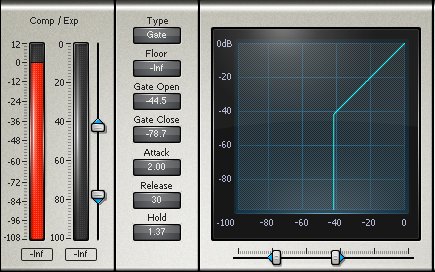 Comp / Exp
12
0
-12
-24
-36
-48
-60
-72
-84
-96
-108
0
20
40
60
80
100
-Inf
-Inf
Type
Gate
Floor
-Inf
Gate Open
-44.5
Gate Close
-78.7
Attack
2.00
Release
30
Hold
1.37
0dB
-20
-40
-60
-80
-100
-80
-60
-40
-20
0